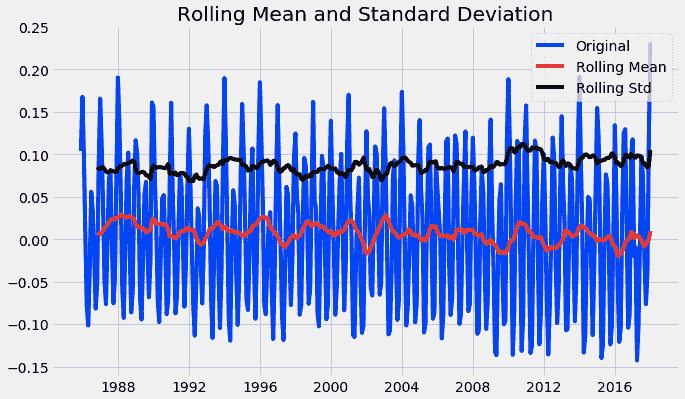 Rolling Mean and Standard Deviation
Original
Rolling Mean
Rolling Std
0.25
0.20
0.15
0.10
0.05
0.00
−0.05
−0.10
−0.15
1988 1992 1996 2000 2004 2008 2012 2016